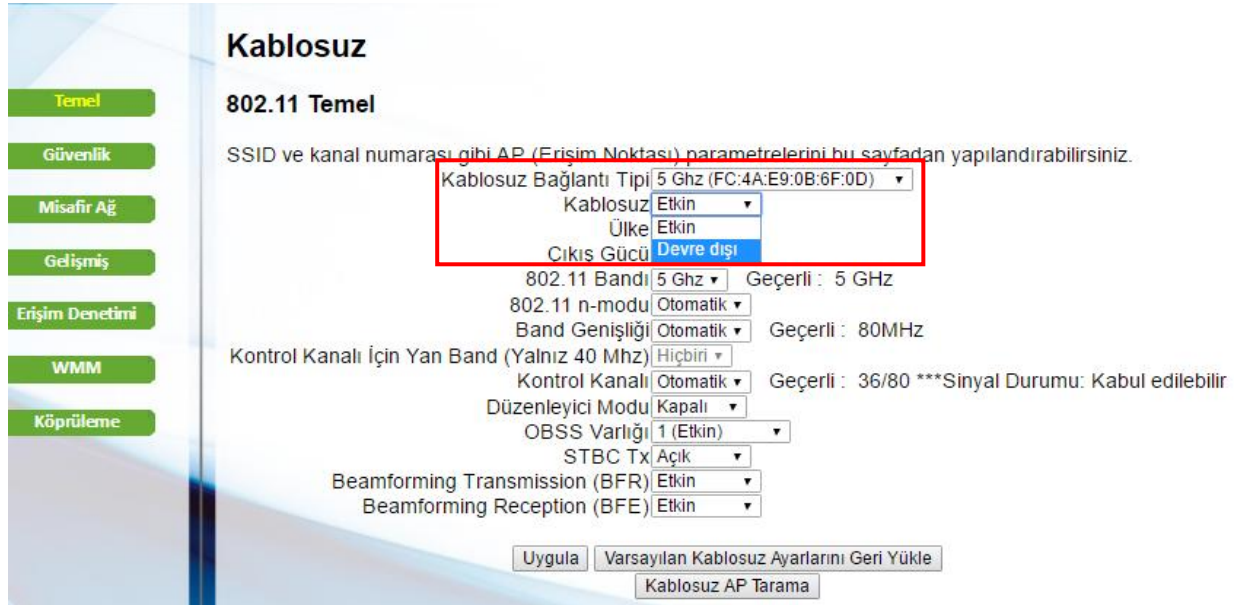 Kablosuz
Temel
802.11 Temel
Güvenlik
SSID ve kanal numarası gibi AP (Erişim Noktası) parametrelerini bu sayfadan yapılandırabilirsiniz.
Kablosuz Bağlantı Tipi 5 Ghz (FC:4A:E9:0B:6F:0D)
Misafir Ağ
Kablosuz Etkin
Ülke Etkin
Çıkış Gücü Devre dışı
Gelişmiş
802.11 Bandı 5 Ghz Geçerli : 5 GHz
802.11 n-modu Otomatik
Erişim Denetimi
Band Genişliği Otomatik Geçerli : 80MHz
Kontrol Kanalı İçin Yan Band (Yalnız 40 Mhz) Hiçbiri
WMM
Kontrol Kanalı Otomatik Geçerli : 36/80 ***Sinyal Durumu: Kabul edilebilir
Düzenleyici Modu Kapalı
Köprüleme
OBSS Varlığı 1 (Etkin)
STBC Tx Açık
Beamforming Transmission (BFR) Etkin
Beamforming Reception (BFE) Etkin
Uygula Varsayılan Kablosuz Ayarlarını Geri Yükle
Kablosuz AP Tarama